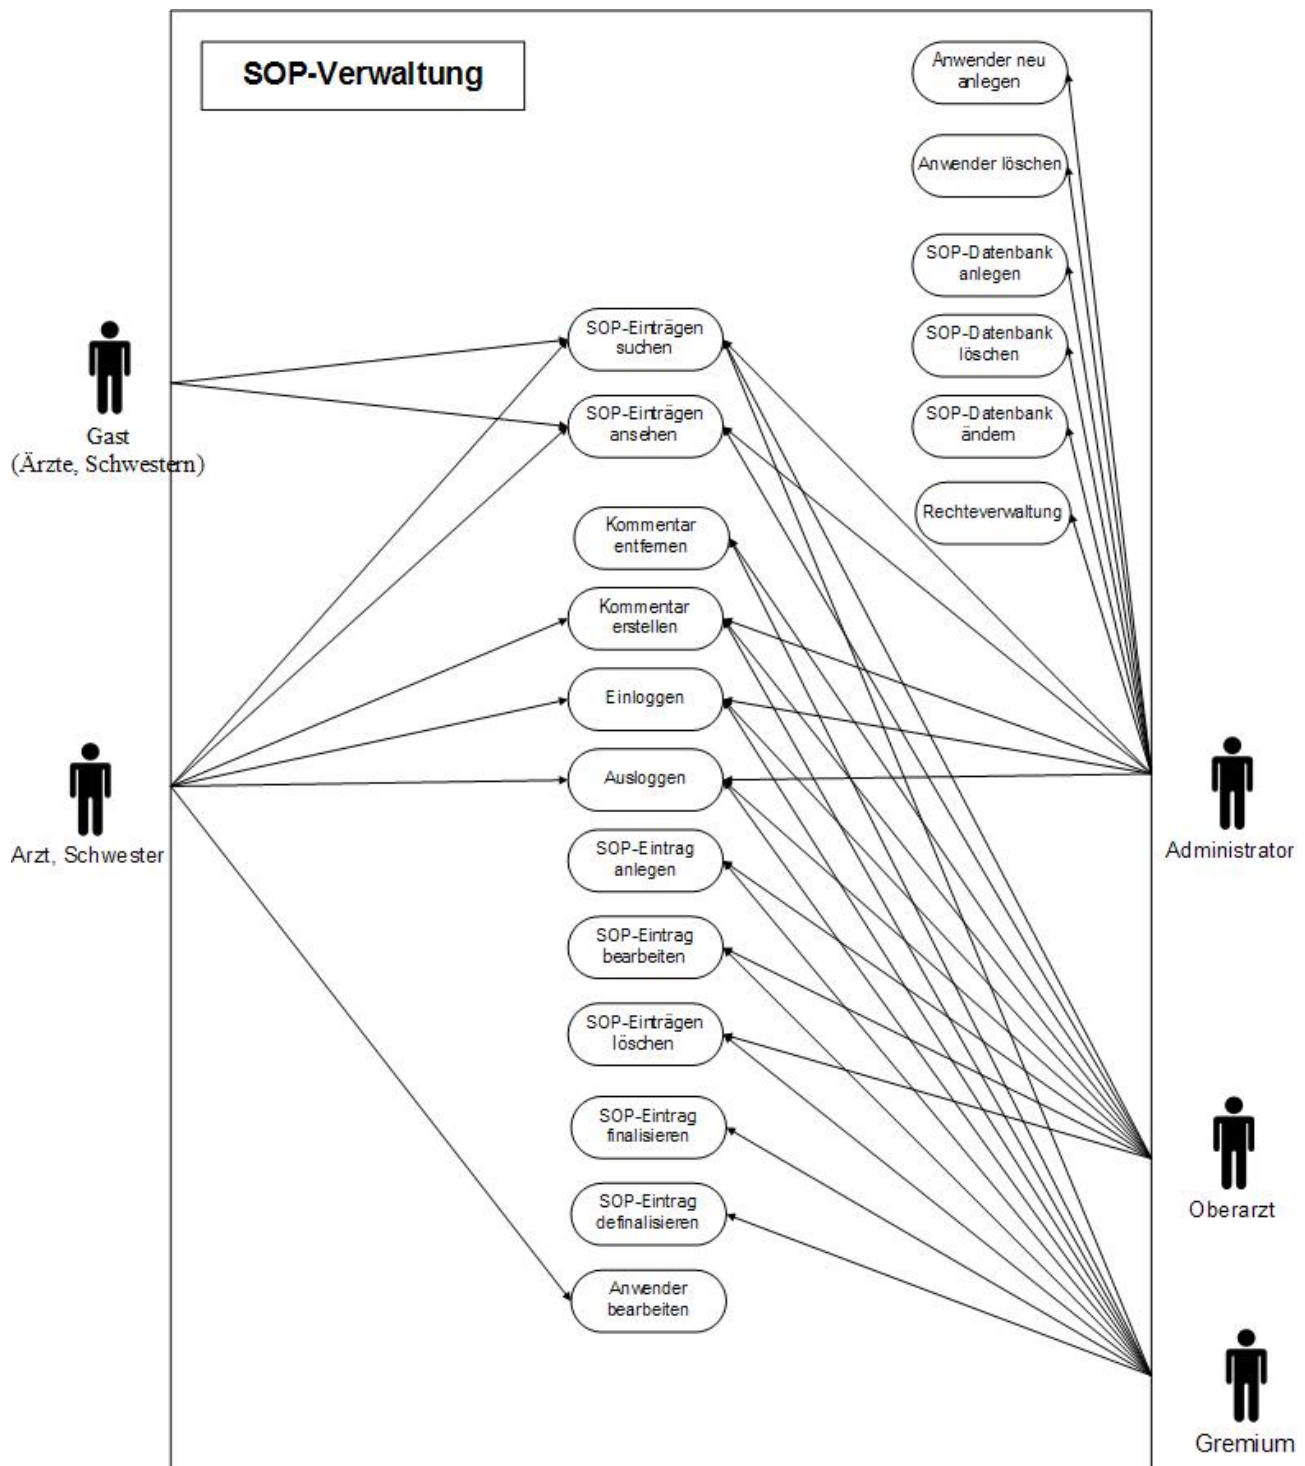 SOP-Verwaltung
Anwender neu
anlegen
Anwender löschen
SOP-Datenbank
anlegen
SOP-Datenbank
löschen
SOP-Datenbank
ändern
Rechteverwaltung
SOP-Einträgen
suchen
SOP-Einträgen
ansehen
Kommentar
entfernen
Kommentar
erstellen
Einloggen
Ausloggen
SOP-Eintrag
anlegen
SOP-Eintrag
bearbeiten
SOP-Einträgen
löschen
SOP-Eintrag
finalisieren
SOP-Eintrag
definalisieren
Anwender
bearbeiten
Gast
(Ärzte, Schwestern)
Arzt, Schwester
Administrator
Oberarzt
Gremium